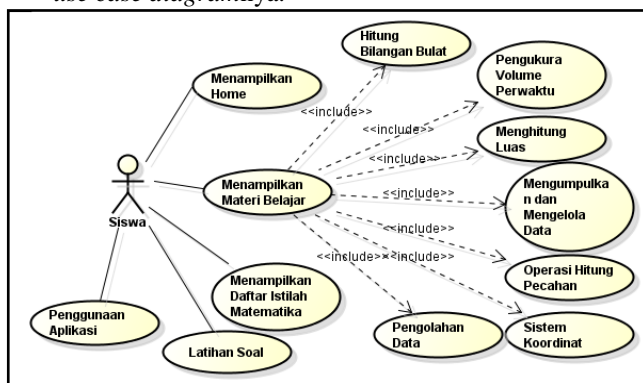 use case diagramnya.
Hitung
Bilangan Bulat
Menampilkan
Home
Pengukura
Volume
Perwaktu
<<include>>
<<include>>
<<include>>
Menghitung
Luas
Siswa
Menampilkan
Materi Belajar
<<include>>
Mengumpulka
n dan
Mengelola
Data
<<include>>
<<include>>
<<include>>
Operasi Hitung
Pecahan
Menampilkan
Daftar Istilah
Matematika
Penggunaan
Aplikasi
Latihan Soal
Pengolahan
Data
Sistem
Koordinat